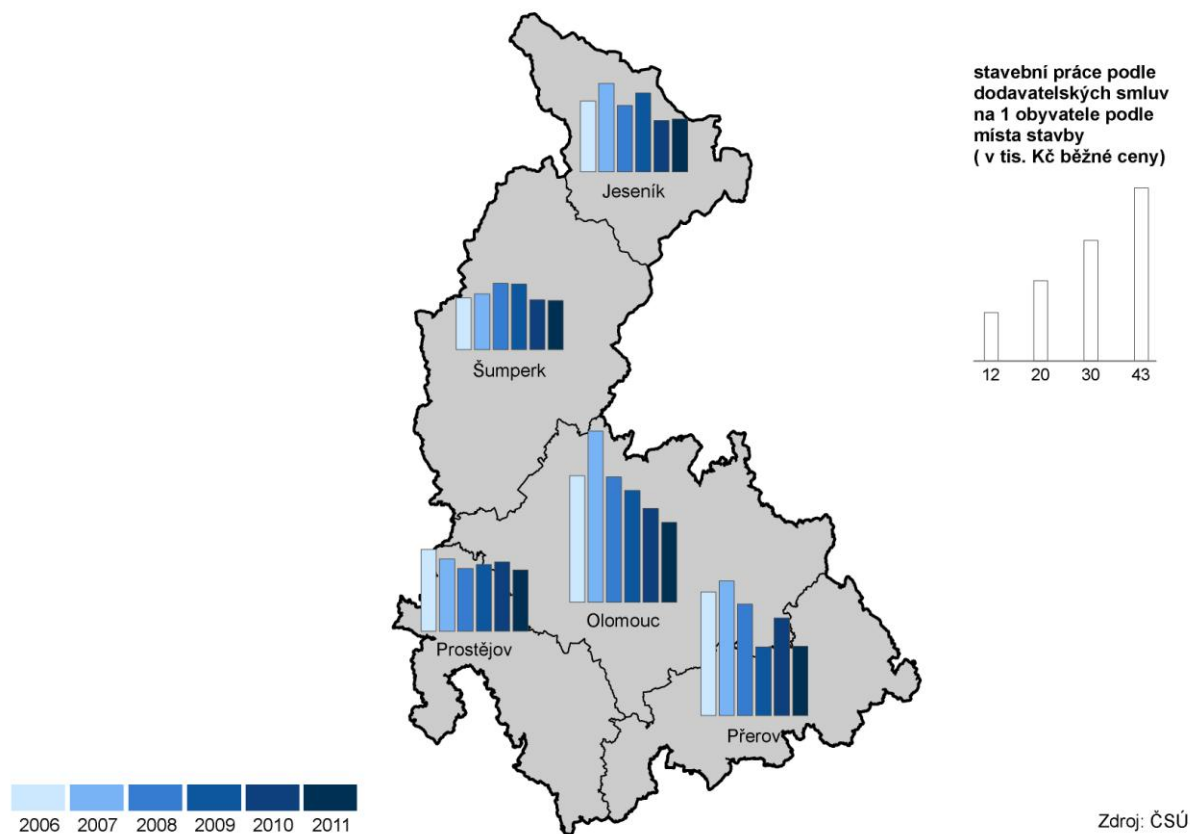 stavební práce podle
dodavatelských smluv
na 1 obyvatele podle
místa stavby
( v tis. Kč běžné ceny)
12 20 30 43
Jeseník
Šumperk
Olomouc
Prostějov
Přerov
2006 2007 2008 2009 2010 2011
Zdroj: ČSÚ